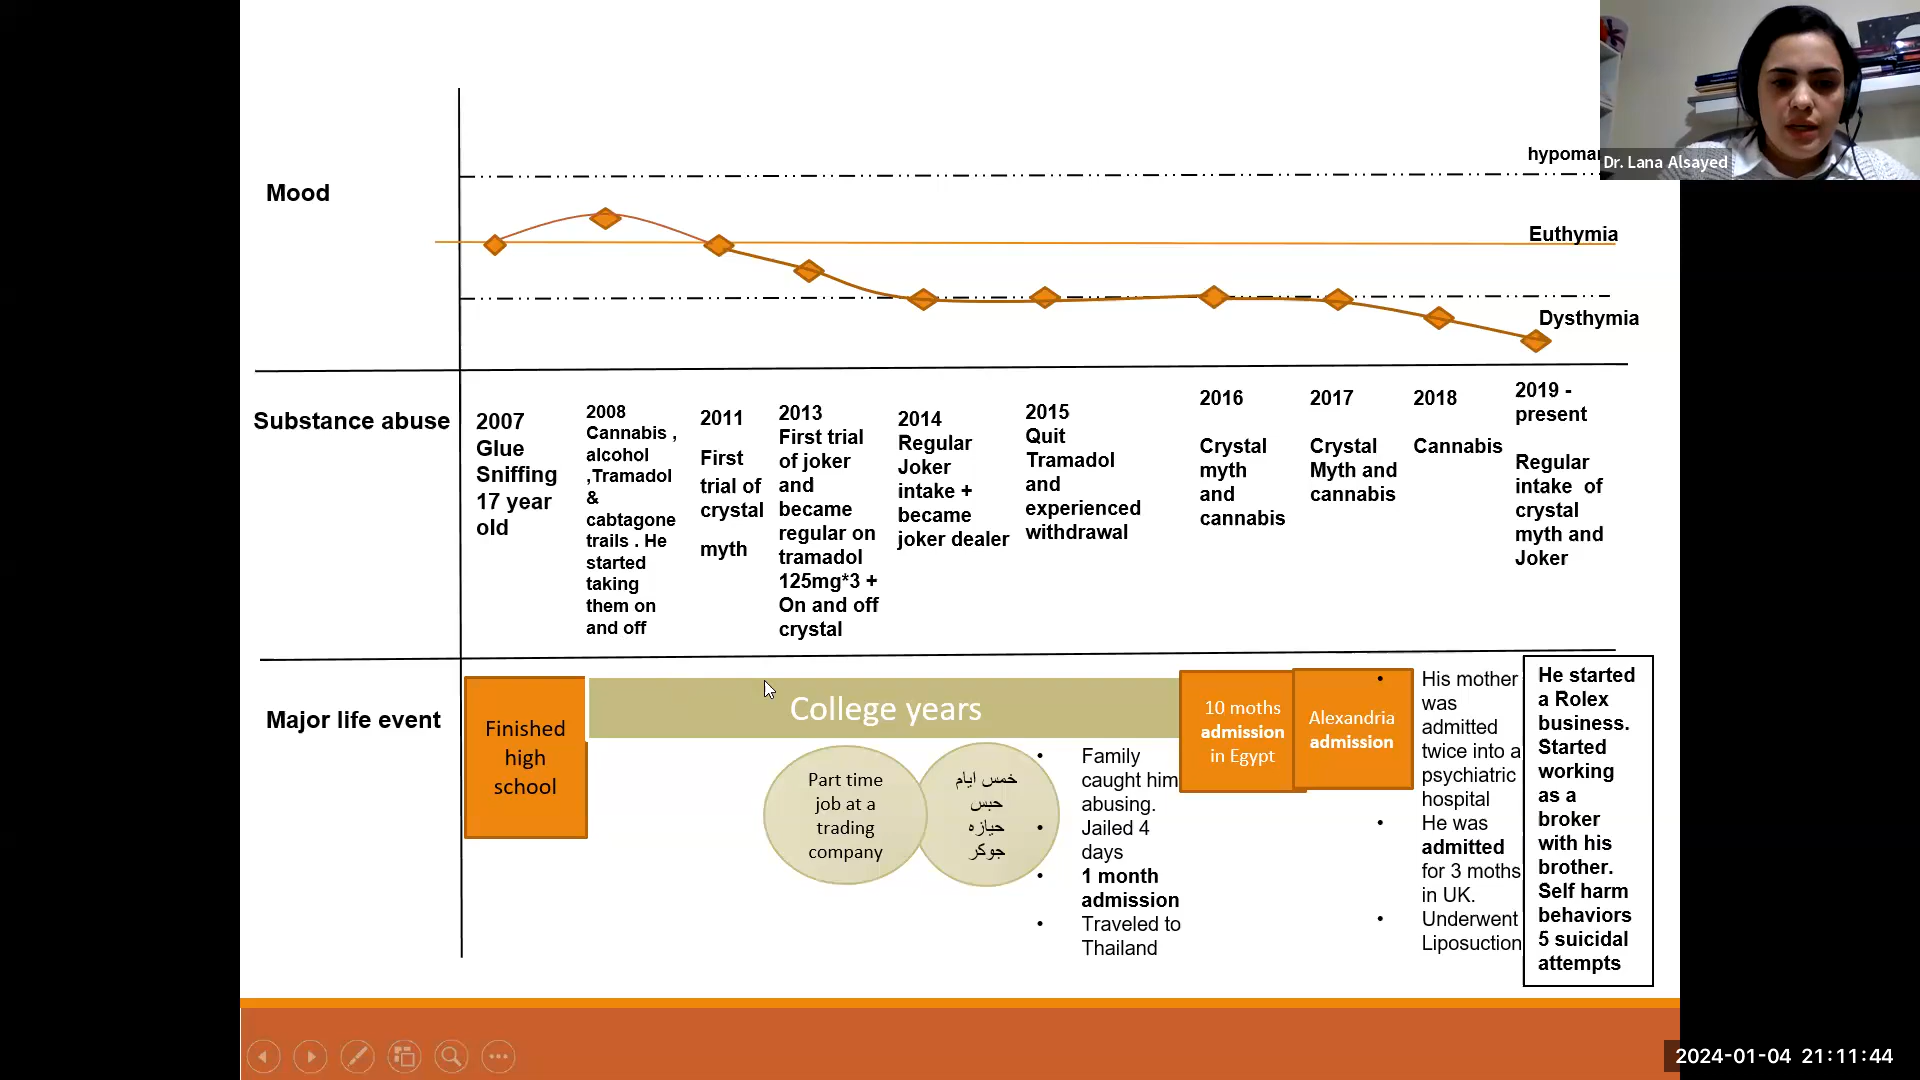 hypoma
Dr. Lana Alsayed
Mood
Euthymia
Dysthymia
Substance abuse
2007
Glue
Sniffing
17 year
old
2008
Cannabis ,
alcohol
,Tramadol
&
cabtagone
trails . He
started
taking
them on
and off
2011
First
trial of
crystal
myth
2013
First trial
of joker
and
became
regular on
tramadol
125mg*3 +
On and off
crystal
2014
Regular
Joker
intake +
became
joker dealer
2015
Quit
Tramadol
and
experienced
withdrawal
2016
Crystal
myth
and
cannabis
2017
Crystal
Myth and
cannabis
2018
Cannabis
2019 -
present
Regular
intake of
crystal
myth and
Joker
Major life event
Finished
high
school
College years
Part time
job at a
trading
company
خمس ايام
حبس
حيازه
جوكر
• Family
caught him
abusing.
• Jailed 4
days
• 1 month
admission
• Traveled to
Thailand
10 moths
admission
in Egypt
Alexandria
admission
• His mother
was
admitted
twice into a
psychiatric
hospital
• He was
admitted
for 3 moths
in UK.
• Underwent
Liposuction
He started
a Rolex
business.
Started
working
as a
broker
with his
brother.
Self harm
behaviors
5 suicidal
attempts
2024-01-04 21:11:44